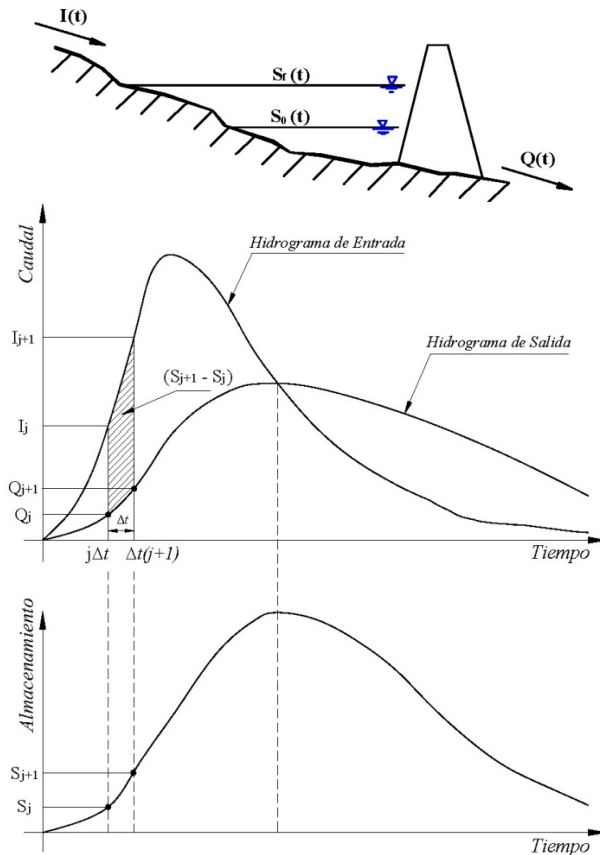 I(t)
Sf(t)
S0(t)
Q(t)
Caudal
Hidrograma de Entrada
Ij+1
Hidrograma de Salida
(Sj+1 - Sj)
Ij
Qj+1
Qj
Δt
jΔt
Δt(j+1)
Tiempo
Almacenamiento
Sj+1
Sj
Tiempo